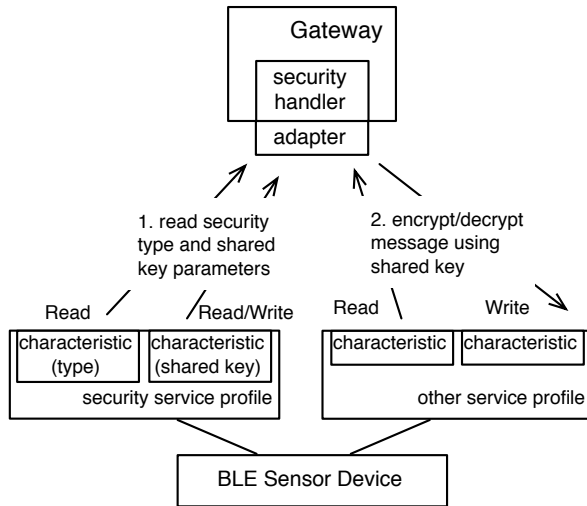 Gateway
security
handler
adapter
1. read security
type and shared
key parameters
2. encrypt/decrypt
message using
shared key
Read
Read/Write
Read
Write
characteristic
(type)
characteristic
(shared key)
characteristic
characteristic
security service profile
other service profile
BLE Sensor Device